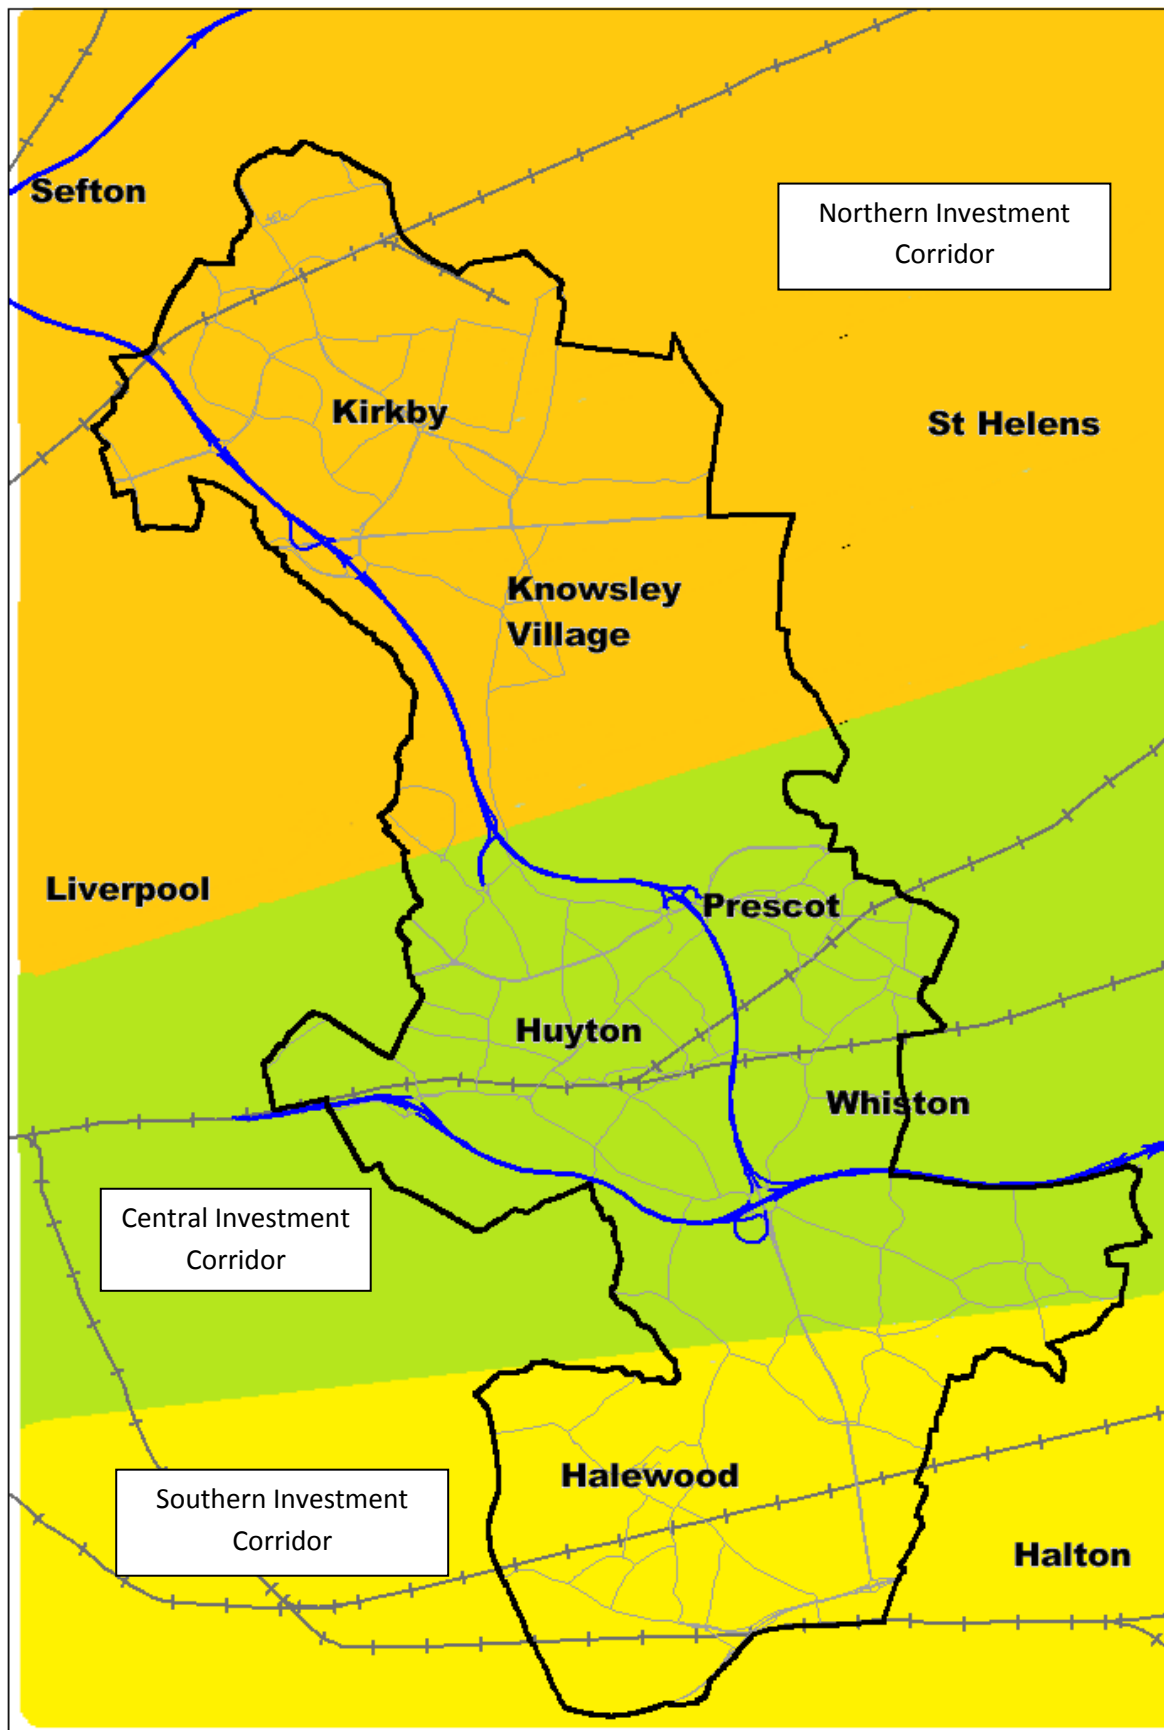 Sefton
Northern Investment
Corridor
Kirkby
St Helens
Knowsley
Village
Liverpool
Prescot
Huyton
Whiston
Central Investment
Corridor
Halewood
Southern Investment
Corridor
Halton